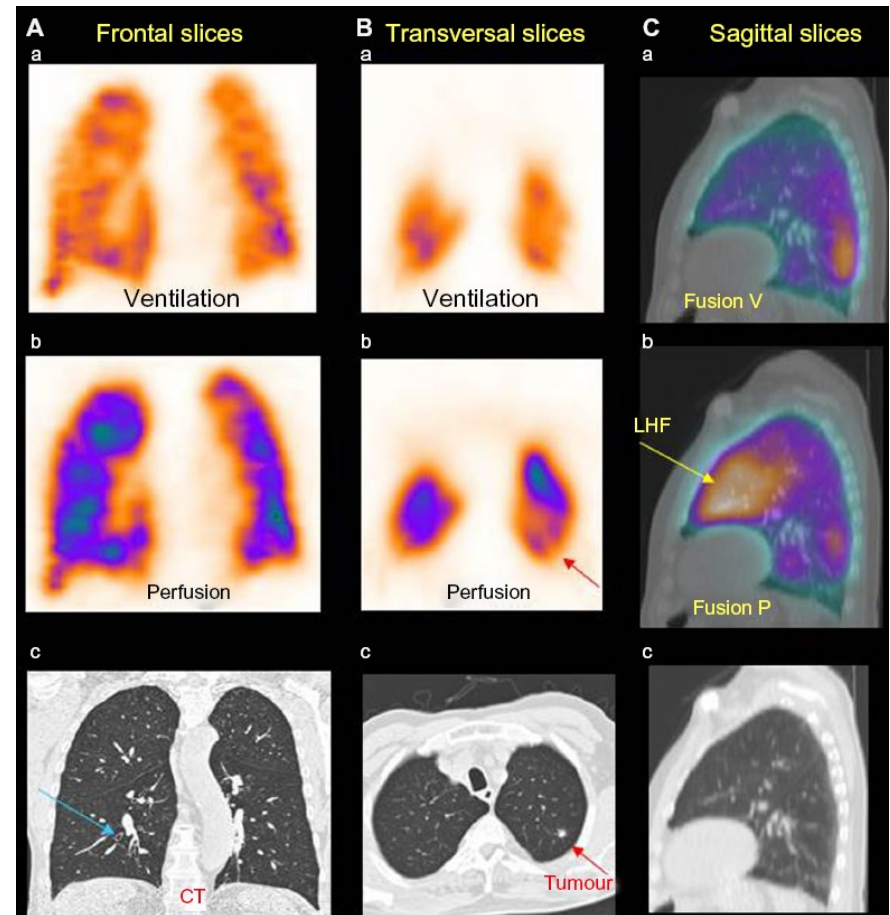 A Frontal slices
a
Ventilation
b
Perfusion
c
CT
B Transversal slices
a
Ventilation
b
Perfusion
c
Tumour
C Sagittal slices
a
Fusion V
b
LHF
Fusion P
c